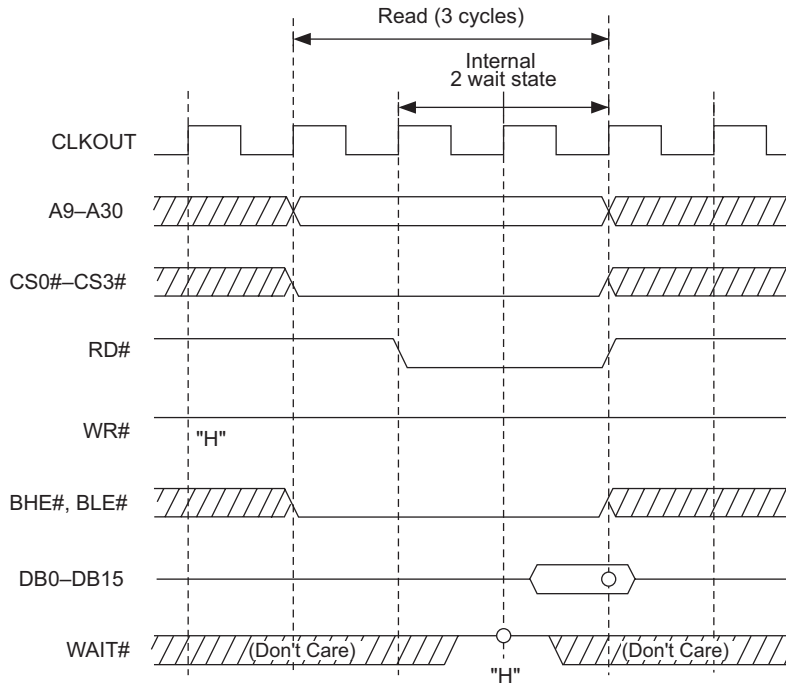 Read (3 cycles)
Internal
2 wait state
CLKOUT
A9–A30
CS0#–CS3#
RD#
WR#
"H"
BHE#, BLE#
DB0–DB15
WAIT#
(Don't Care)
(Don't Care)
"H"